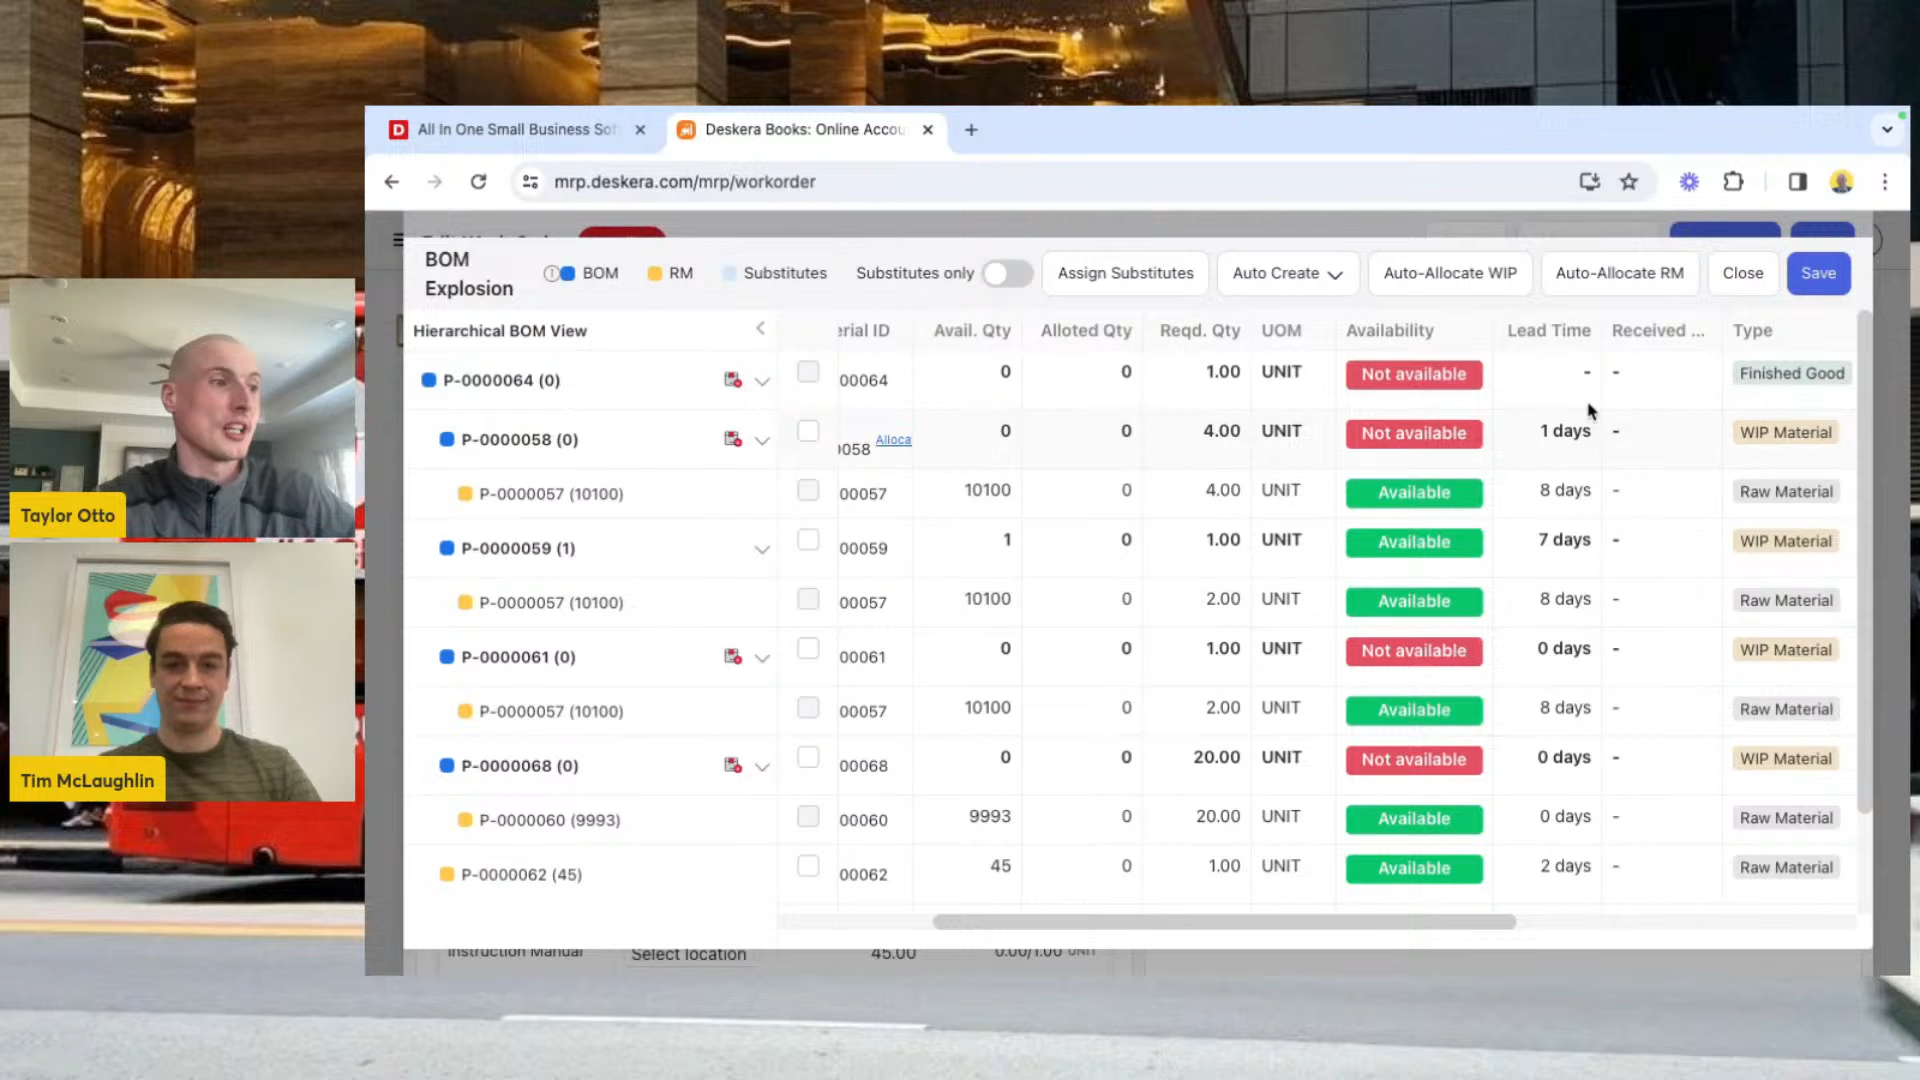 All In One Small Business Sof
Deskera Books: Online Accou
mrp.deskera.com/mrp/workorder
BOM Explosion
BOM
RM
Substitutes
Substitutes only
Assign Substitutes
Auto Create
Auto-Allocate WIP
Auto-Allocate RM
Close
Save
Hierarchical BOM View
erial ID Avail. Qty Alloted Qty Reqd. Qty UOM Availability Lead Time Received ... Type
P-0000064 (0) 00064 0 0 1.00 UNIT Not available - - Finished Good
P-0000058 (0) 0058 Alloca 0 0 4.00 UNIT Not available 1 days - WIP Material
P-0000057 (10100) 00057 10100 0 4.00 UNIT Available 8 days - Raw Material
P-0000059 (1) 00059 1 0 1.00 UNIT Available 7 days - WIP Material
P-0000057 (10100) 00057 10100 0 2.00 UNIT Available 8 days - Raw Material
P-0000061 (0) 00061 0 0 1.00 UNIT Not available 0 days - WIP Material
P-0000057 (10100) 00057 10100 0 2.00 UNIT Available 8 days - Raw Material
P-0000068 (0) 00068 0 0 20.00 UNIT Not available 0 days - WIP Material
P-0000060 (9993) 00060 9993 0 20.00 UNIT Available 0 days - Raw Material
P-0000062 (45) 00062 45 0 1.00 UNIT Available 2 days - Raw Material
Instruction Manual Select location 45.00 0.00/1.00 UNIT
Taylor Otto
Tim McLaughlin